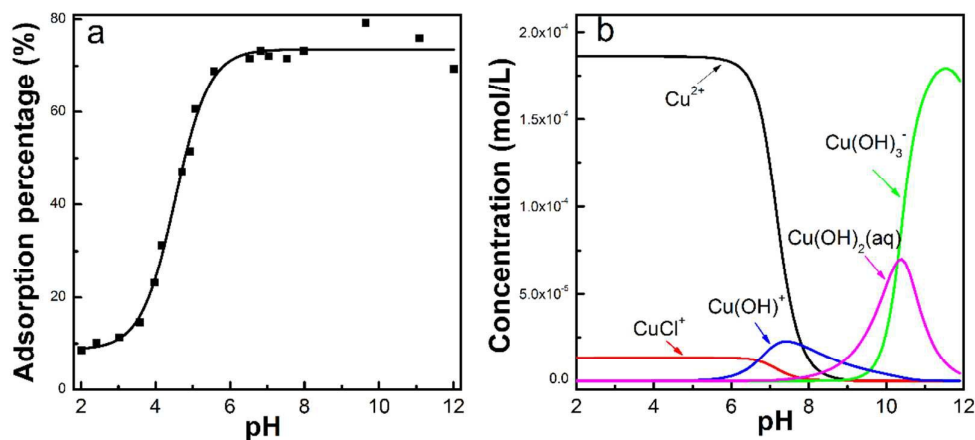 a
Adsorption percentage (%)
80
60
40
20
0
2
4
6
8
10
12
pH
b
Concentration (mol/L)
2.0x10⁻⁴
1.5x10⁻⁴
1.0x10⁻⁴
5.0x10⁻⁵
0.0
Cu²⁺
Cu(OH)₃⁻
Cu(OH)₂(aq)
Cu(OH)⁺
CuCl⁺
2
4
6
8
10
12
pH